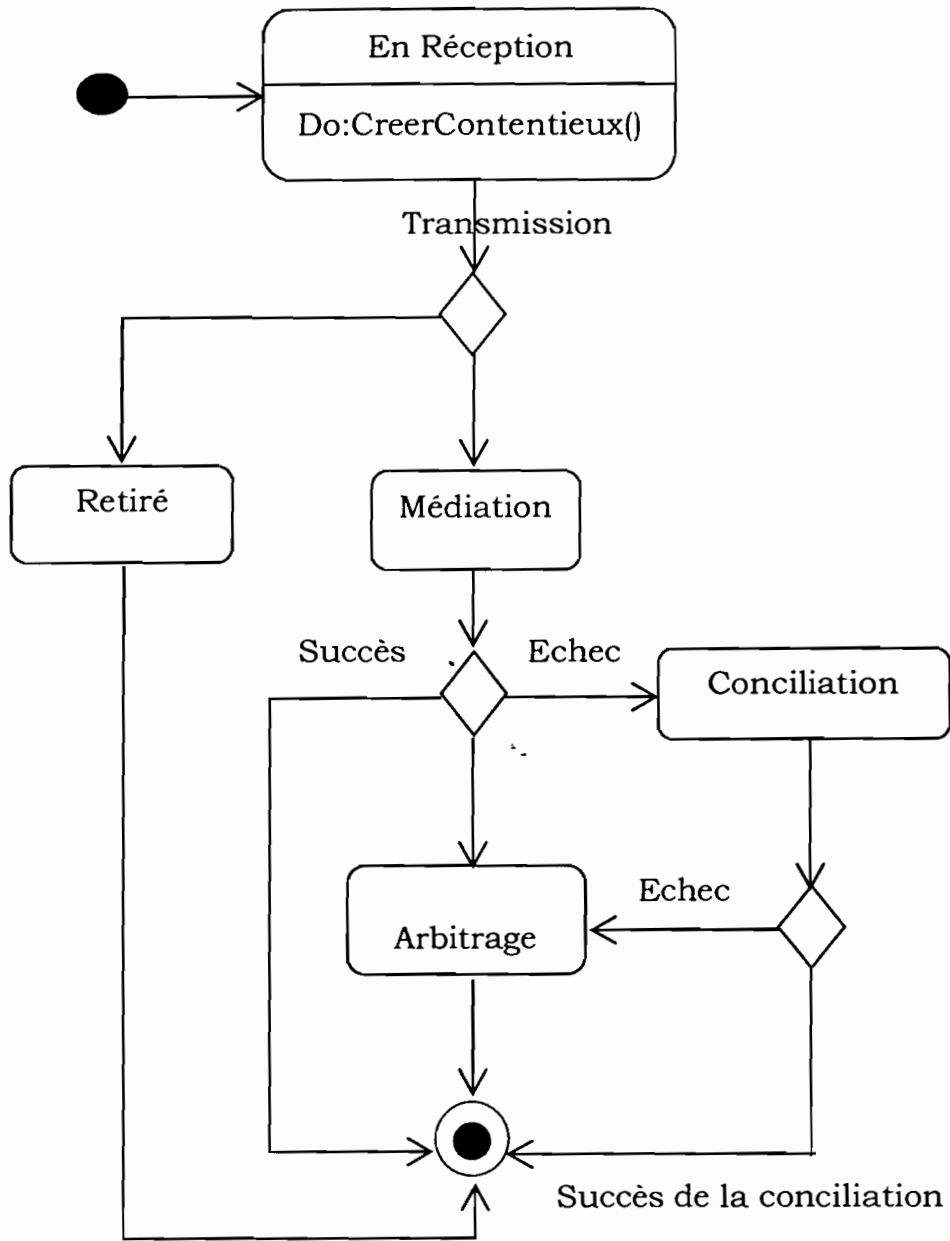 En Réception
Do:CreerContentieux()
Transmission
Retiré
Médiation
Succès
Echec
Conciliation
Echec
Arbitrage
Succès de la conciliation